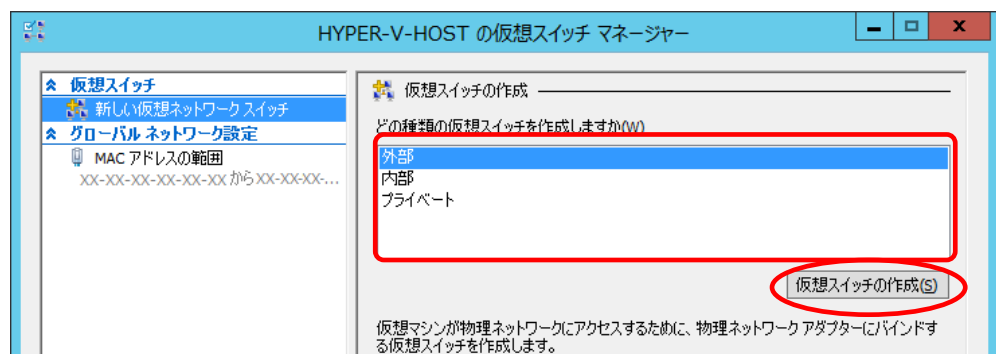 HYPER-V-HOST の仮想スイッチ マネージャー
仮想スイッチ
新しい仮想ネットワーク スイッチ
グローバル ネットワーク設定
MAC アドレスの範囲
XX-XX-XX-XX-XX-XX から XX-XX-XX-...
仮想スイッチの作成
どの種類の仮想スイッチを作成しますか(W)
外部
内部
プライベート
仮想スイッチの作成(S)
仮想マシンが物理ネットワークにアクセスするために、物理ネットワーク アダプターにバインドす
る仮想スイッチを作成します。